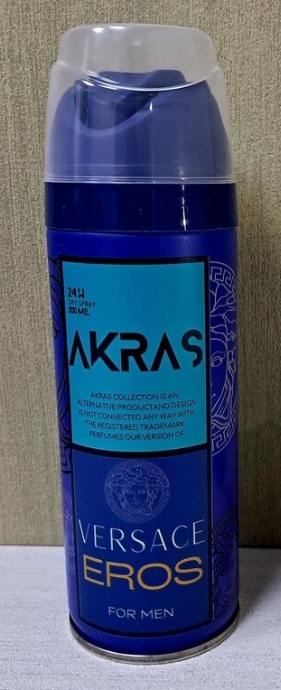 24 H
DRY SPRAY
200 ML
AKRAS
AKRAS COLLECTION IS AN
ALTERNATIVE PRODUCTAND DESIGN
IS NOT CONNECTED ANY WAY WITH
THE REGISTERED TRADEMARK
PERFUMES OUR VERSION OF
VERSACE
EROS
FOR MEN